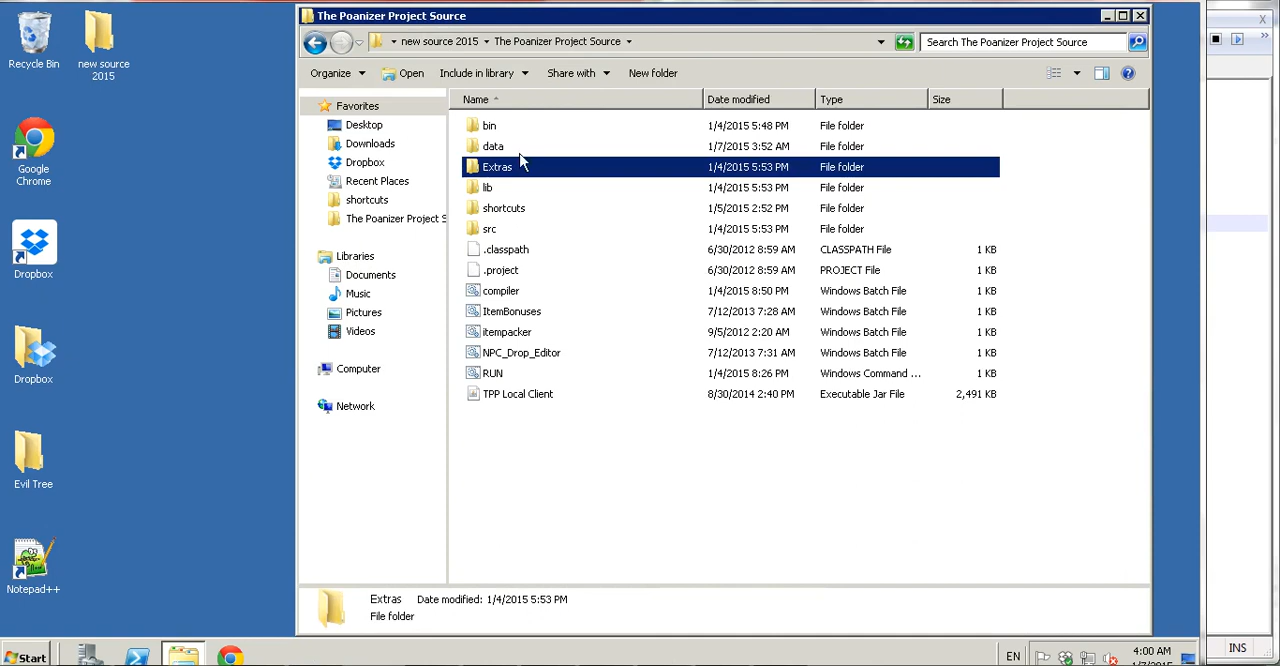 The Poanizer Project Source
new source 2015 The Poanizer Project Source
Search The Poanizer Project Source
Organize Open Include in library Share with New folder
Name Date modified Type Size
Favorites
Desktop
Downloads
Dropbox
Recent Places
shortcuts
The Poanizer Project S
Libraries
Documents
Music
Pictures
Videos
Computer
Network
bin 1/4/2015 5:48 PM File folder
data 1/7/2015 3:52 AM File folder
Extras 1/4/2015 5:53 PM File folder
lib 1/4/2015 5:53 PM File folder
shortcuts 1/5/2015 2:52 PM File folder
src 1/4/2015 5:53 PM File folder
.classpath 6/30/2012 8:59 AM CLASSPATH File 1 KB
.project 6/30/2012 8:59 AM PROJECT File 1 KB
compiler 1/4/2015 8:50 PM Windows Batch File 1 KB
ItemBonuses 7/12/2013 7:28 AM Windows Batch File 1 KB
itempacker 9/5/2012 2:20 AM Windows Batch File 1 KB
NPC_Drop_Editor 7/12/2013 7:31 AM Windows Batch File 1 KB
RUN 1/4/2015 8:26 PM Windows Command ... 1 KB
TPP Local Client 8/30/2014 2:40 PM Executable Jar File 2,491 KB
Extras Date modified: 1/4/2015 5:53 PM
File folder
Recycle Bin
new source
2015
Google
Chrome
Dropbox
Dropbox
Evil Tree
Notepad++
Start
EN
4:00 AM
INS